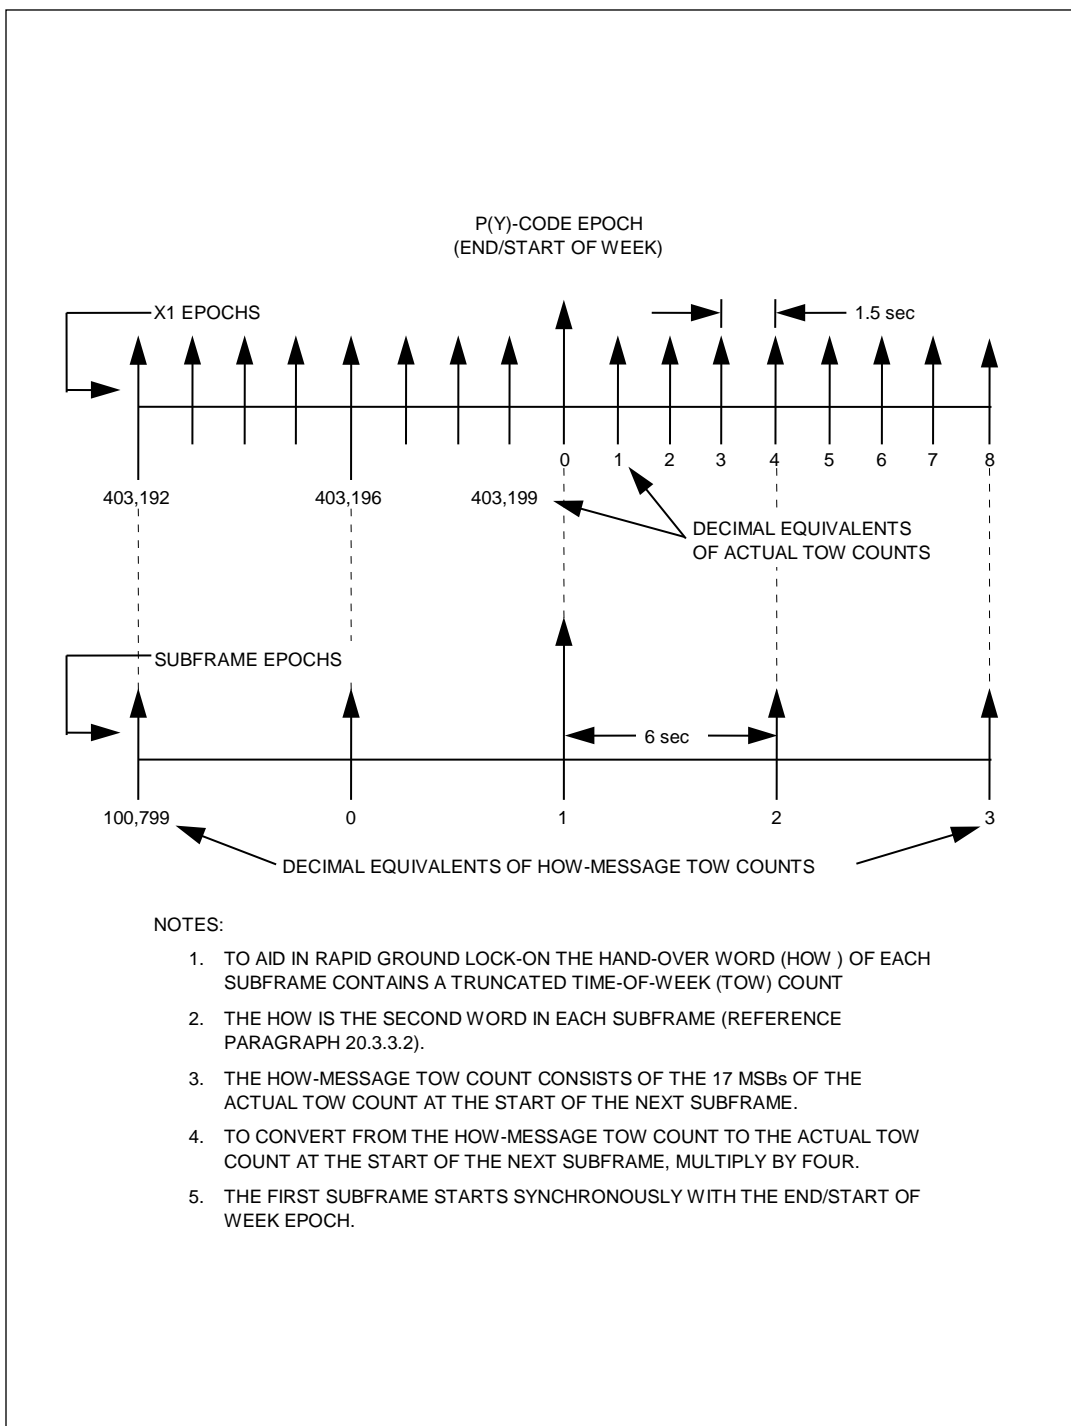 P(Y)-CODE EPOCH
(END/START OF WEEK)
X1 EPOCHS
1.5 sec
0 1 2 3 4 5 6 7 8
403,192 403,196 403,199
DECIMAL EQUIVALENTS
OF ACTUAL TOW COUNTS
SUBFRAME EPOCHS
6 sec
100,799 0 1 2 3
DECIMAL EQUIVALENTS OF HOW-MESSAGE TOW COUNTS
NOTES:
1. TO AID IN RAPID GROUND LOCK-ON THE HAND-OVER WORD (HOW ) OF EACH
SUBFRAME CONTAINS A TRUNCATED TIME-OF-WEEK (TOW) COUNT
2. THE HOW IS THE SECOND WORD IN EACH SUBFRAME (REFERENCE
PARAGRAPH 20.3.3.2).
3. THE HOW-MESSAGE TOW COUNT CONSISTS OF THE 17 MSBs OF THE
ACTUAL TOW COUNT AT THE START OF THE NEXT SUBFRAME.
4. TO CONVERT FROM THE HOW-MESSAGE TOW COUNT TO THE ACTUAL TOW
COUNT AT THE START OF THE NEXT SUBFRAME, MULTIPLY BY FOUR.
5. THE FIRST SUBFRAME STARTS SYNCHRONOUSLY WITH THE END/START OF
WEEK EPOCH.